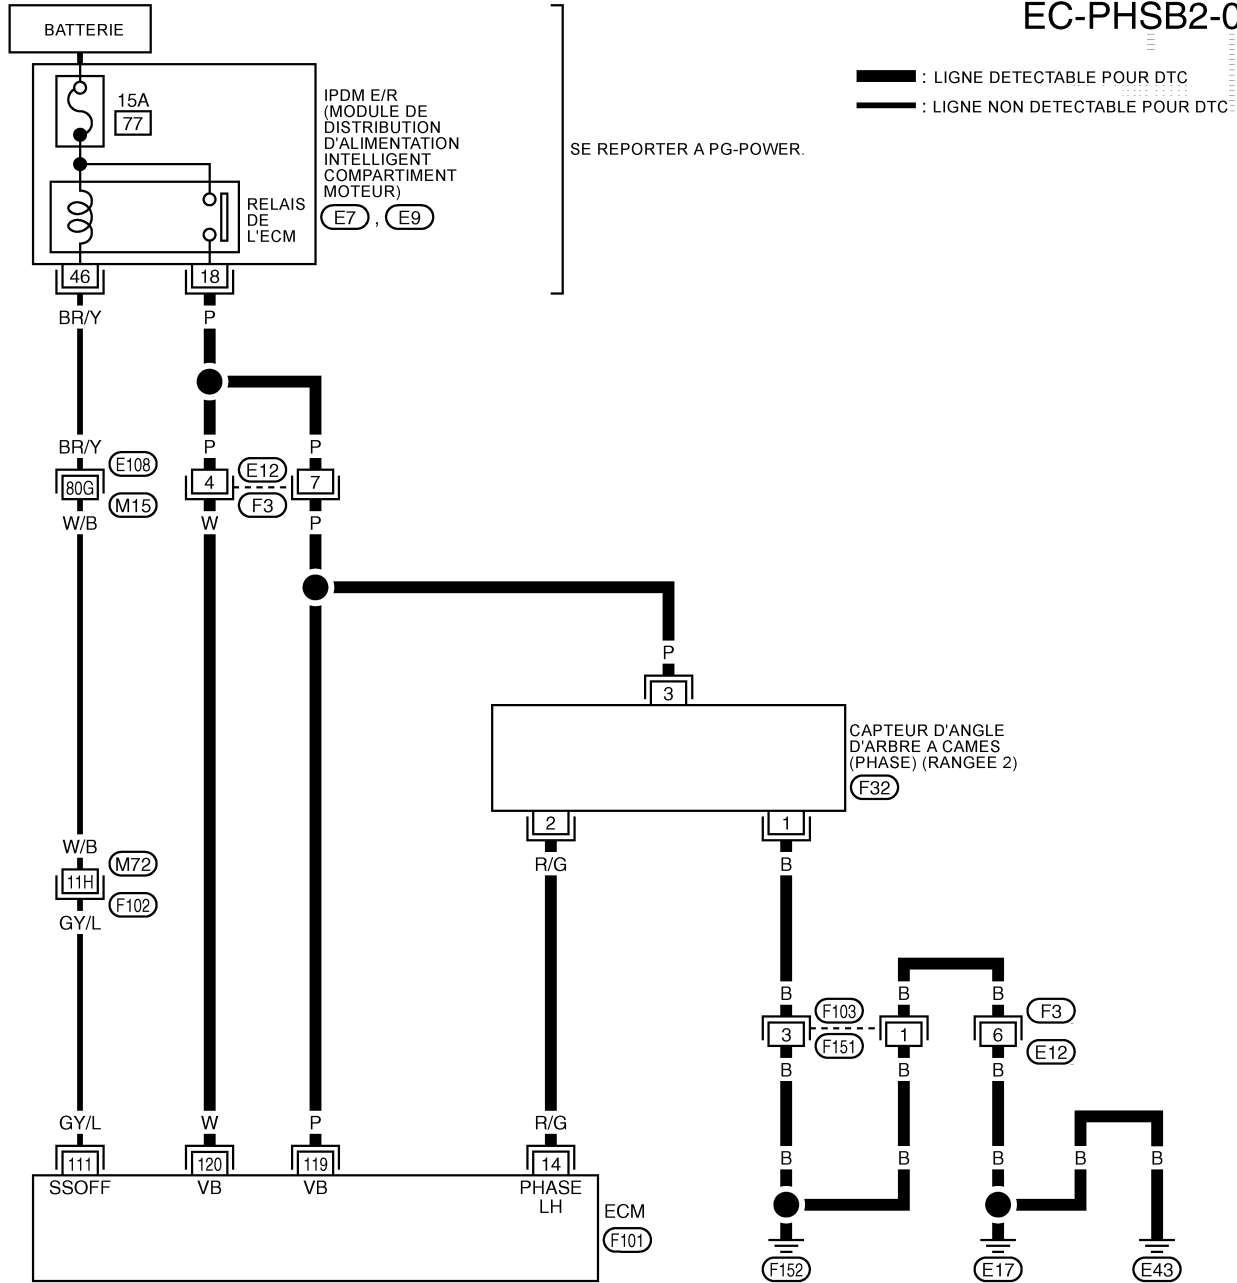 EC-PHSB2-0
BATTERIE
: LIGNE DETECTABLE POUR DTC
: LIGNE NON DETECTABLE POUR DTC
15A
77
IPDM E/R
(MODULE DE
DISTRIBUTION
D'ALIMENTATION
INTELLIGENT
COMPARTIMENT
MOTEUR)
E7 , E9
SE REPORTER A PG-POWER.
RELAIS
DE
L'ECM
46 18
BR/Y P
BR/Y P P
E108 E12
80G 4 7
M15 F3
W/B W P
P
3
CAPTEUR D'ANGLE
D'ARBRE A CAMES
(PHASE) (RANGEE 2)
F32
2 1
R/G B
W/B
M72
11H
F102
GY/L
B B B
F103 F3
3 1 6
F151 E12
B B B
GY/L W P R/G
B B B B
111 120 119 14
SSOFF VB VB PHASE
LH
ECM
F101
F152 E17 E43